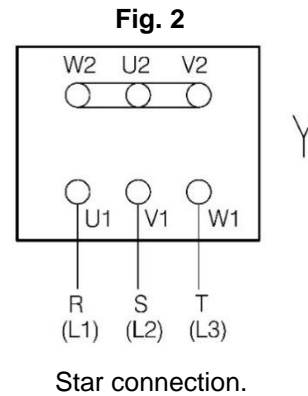 Fig. 2
W2 U2 V2
U1 V1 W1
R S T
(L1) (L2) (L3)
Star connection.